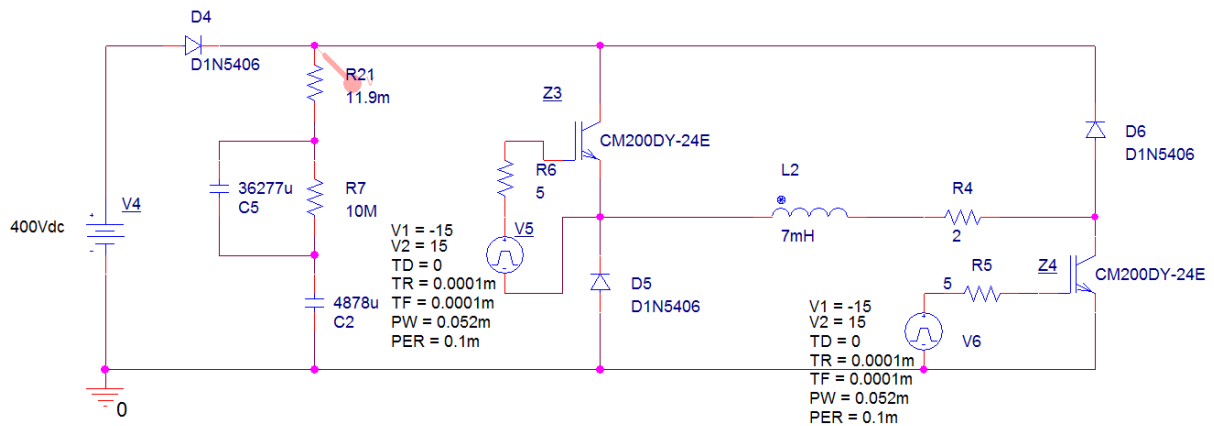 D4
D1N5406
R21
11.9m
Z3
CM200DY-24E
D6
D1N5406
R6
5
L2
7mH
R4
2
36277u
C5
R7
10M
V4
400Vdc
V5
V1 = -15
V2 = 15
TD = 0
TR = 0.0001m
TF = 0.0001m
PW = 0.052m
PER = 0.1m
D5
D1N5406
4878u
C2
R5
5
Z4
CM200DY-24E
V6
V1 = -15
V2 = 15
TD = 0
TR = 0.0001m
TF = 0.0001m
PW = 0.052m
PER = 0.1m
0